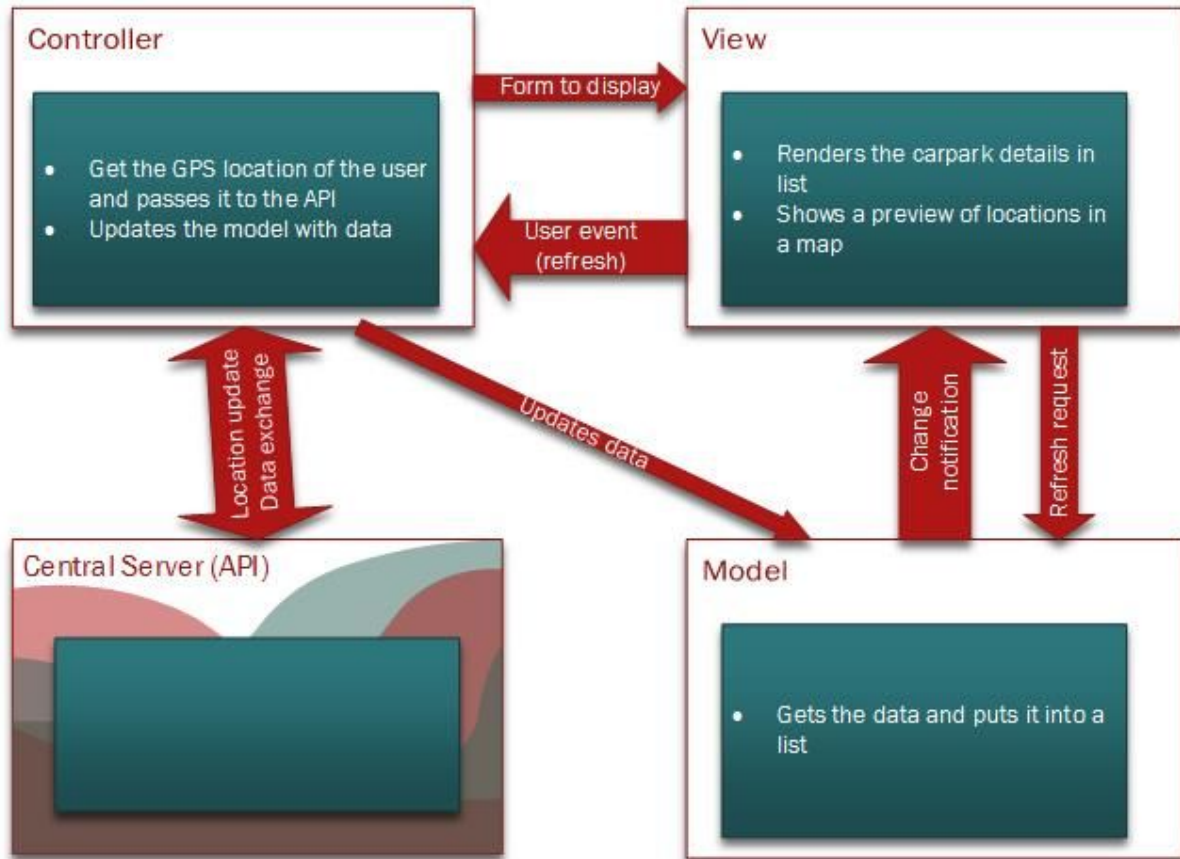 Controller
• Get the GPS location of the user
and passes it to the API
• Updates the model with data
Form to display
View
• Renders the carpark details in
list
• Shows a preview of locations in
a map
User event
(refresh)
Location update
Data exchange
Updates data
Change
notification
Refresh request
Central Server (API)
Model
• Gets the data and puts it into a
list